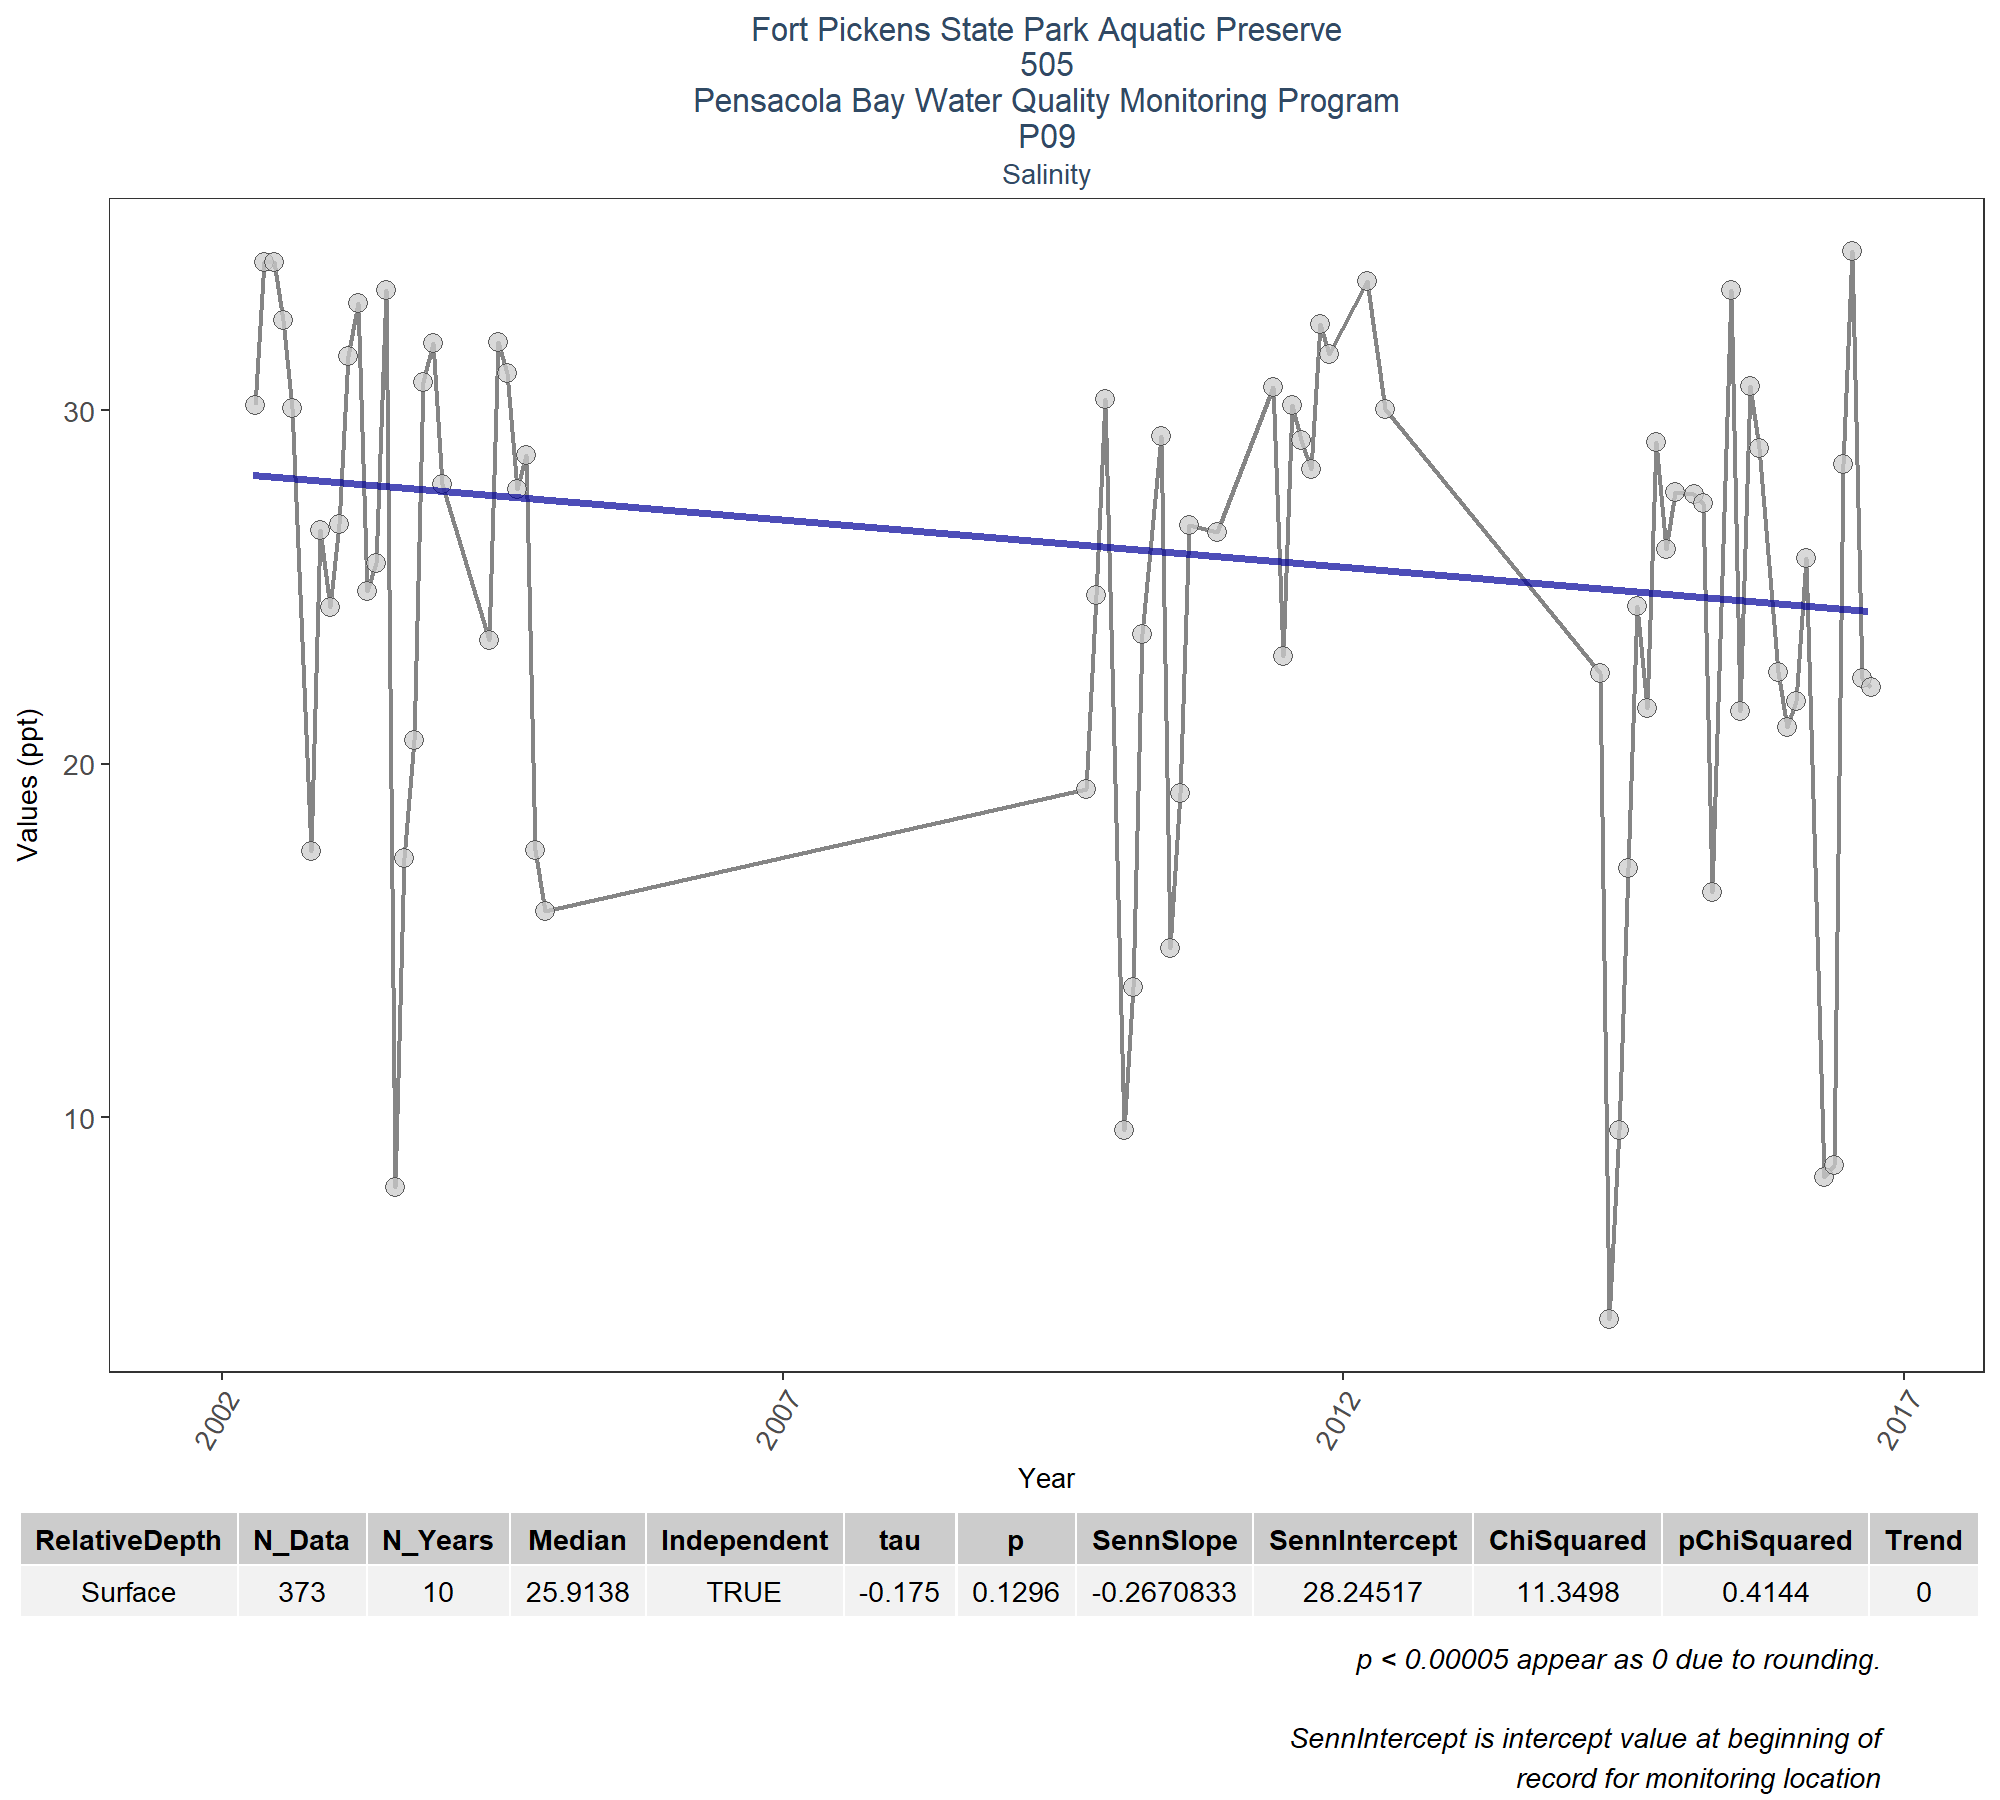 Fort Pickens State Park Aquatic Preserve
505
Pensacola Bay Water Quality Monitoring Program
P09
Salinity
30
20
10
Values (ppt)
2002 2007 2012 2017
Year
RelativeDepth N_Data N_Years Median Independent tau p SennSlope SennIntercept ChiSquared pChiSquared Trend
Surface 373 10 25.9138 TRUE -0.175 0.1296 -0.2670833 28.24517 11.3498 0.4144 0
p < 0.00005 appear as 0 due to rounding.
SennIntercept is intercept value at beginning of
record for monitoring location